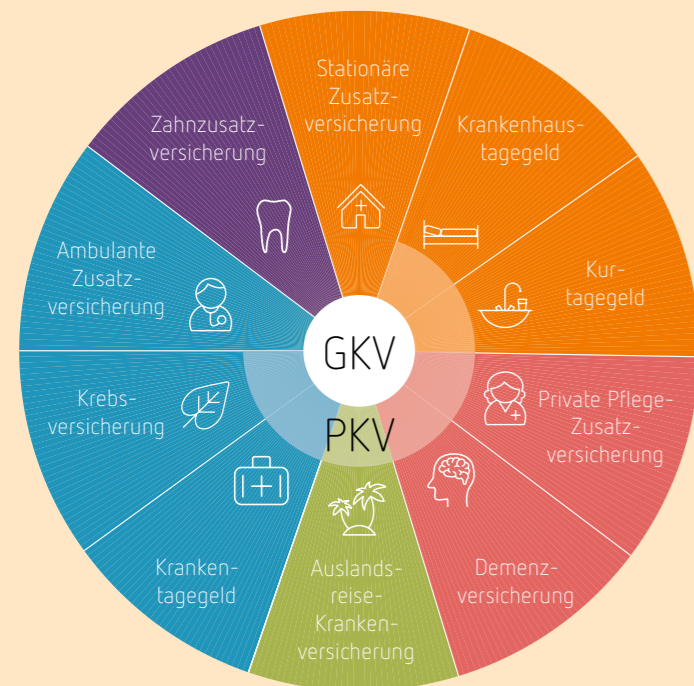 Stationäre
Zusatz-
versicherung
Krankenhaus-
tagegeld
Kur-
tagegeld
Private Pflege-
Zusatz-
versicherung
Demenz-
versicherung
Auslands-
reise-
Kranken-
versicherung
Kranken-
tagegeld
Krebs-
versicherung
Ambulante
Zusatz-
versicherung
Zahnzusatz-
versicherung
GKV
PKV